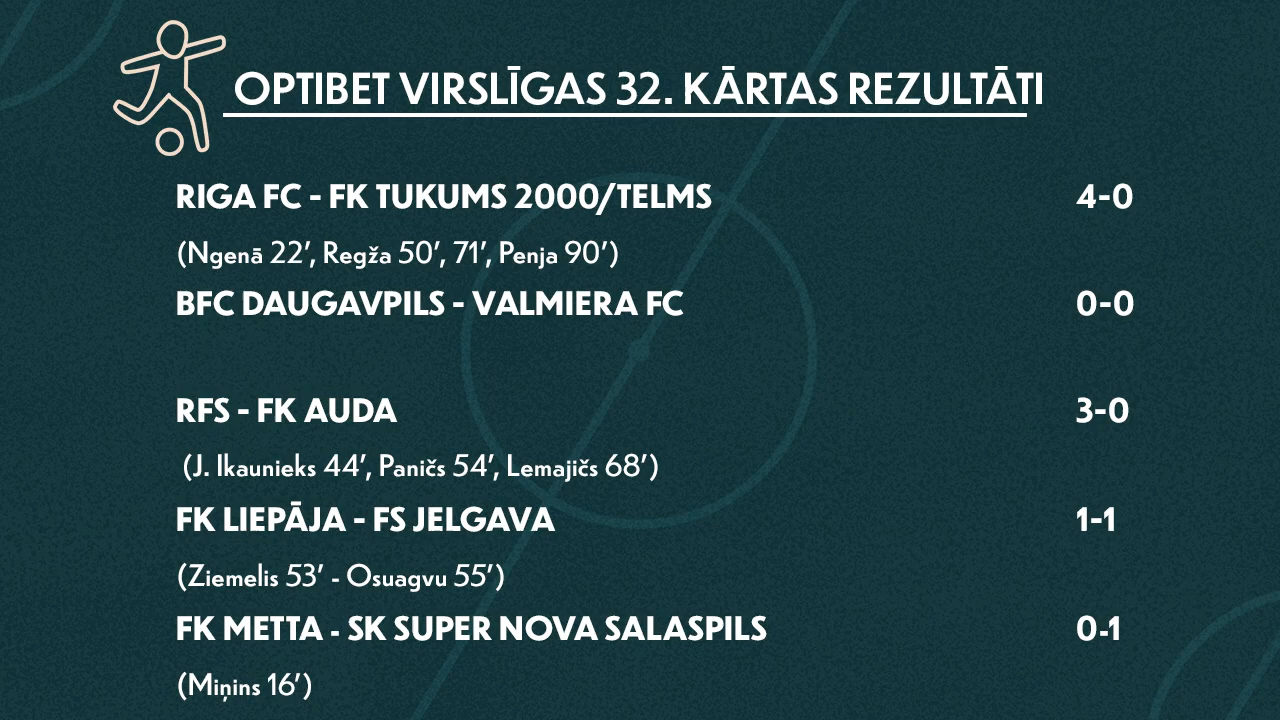 OPTIBET VIRSLĪGAS 32. KĀRTAS REZULTĀTI
RIGA FC - FK TUKUMS 2000/TELMS 4-0
(Ngenā 22′, Regža 50′, 71′, Penja 90′)
BFC DAUGAVPILS - VALMIERA FC 0-0
RFS - FK AUDA 3-0
(J. Ikaunieks 44′, Paničs 54′, Lemajičs 68′)
FK LIEPĀJA - FS JELGAVA 1-1
(Ziemelis 53′ - Osuagvu 55′)
FK METTA - SK SUPER NOVA SALASPILS 0-1
(Miņins 16′)